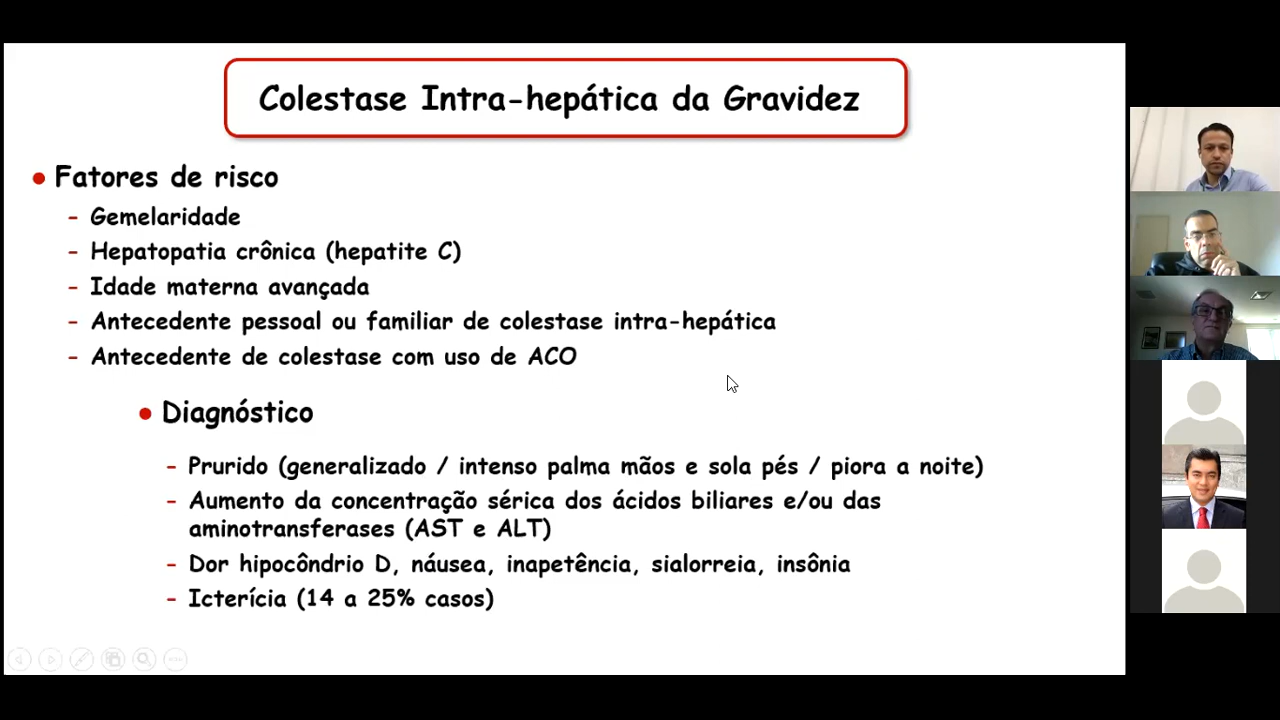 Colestase Intra-hepática da Gravidez
Fatores de risco
- Gemelaridade
- Hepatopatia crônica (hepatite C)
- Idade materna avançada
- Antecedente pessoal ou familiar de colestase intra-hepática
- Antecedente de colestase com uso de ACO
Diagnóstico
- Prurido (generalizado / intenso palma mãos e sola pés / piora a noite)
- Aumento da concentração sérica dos ácidos biliares e/ou das
aminotransferases (AST e ALT)
- Dor hipocôndrio D, náusea, inapetência, sialorreia, insônia
- Icterícia (14 a 25% casos)